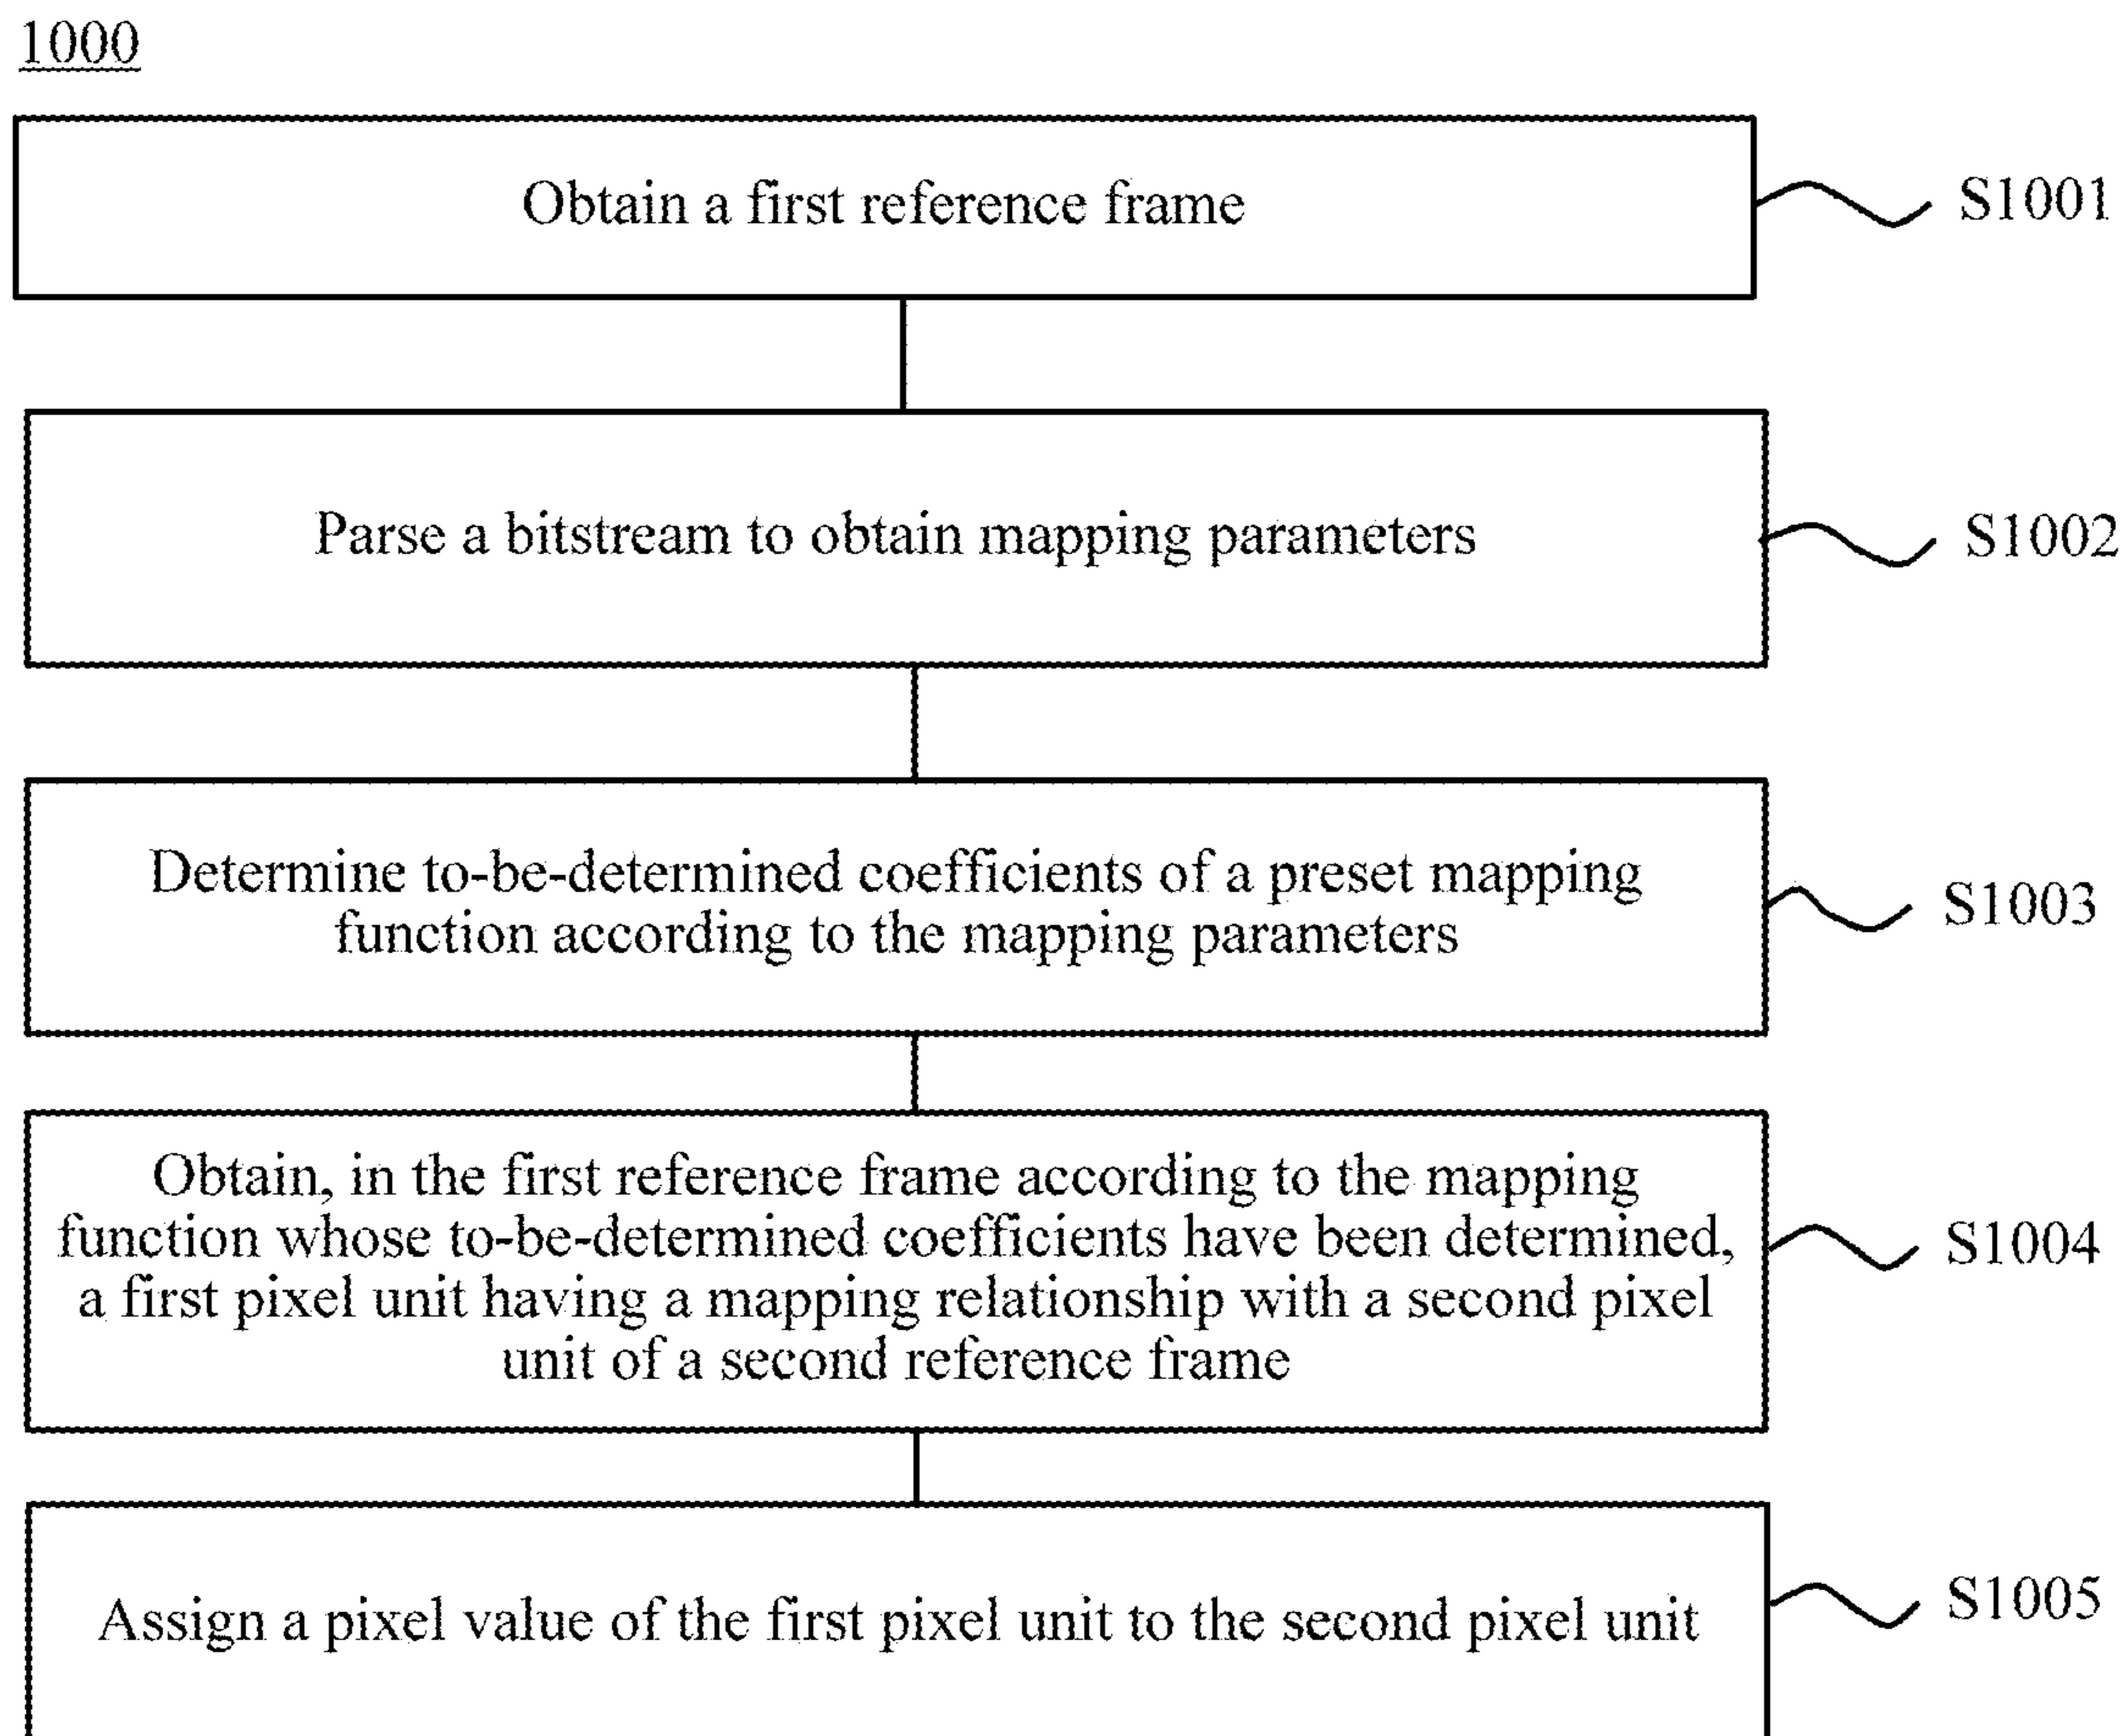 1000
Obtain a first reference frame
S1001
Parse a bitstream to obtain mapping parameters
S1002
Determine to-be-determined coefficients of a preset mapping
function according to the mapping parameters
S1003
Obtain, in the first reference frame according to the mapping
function whose to-be-determined coefficients have been determined,
a first pixel unit having a mapping relationship with a second pixel
unit of a second reference frame
S1004
Assign a pixel value of the first pixel unit to the second pixel unit
S1005